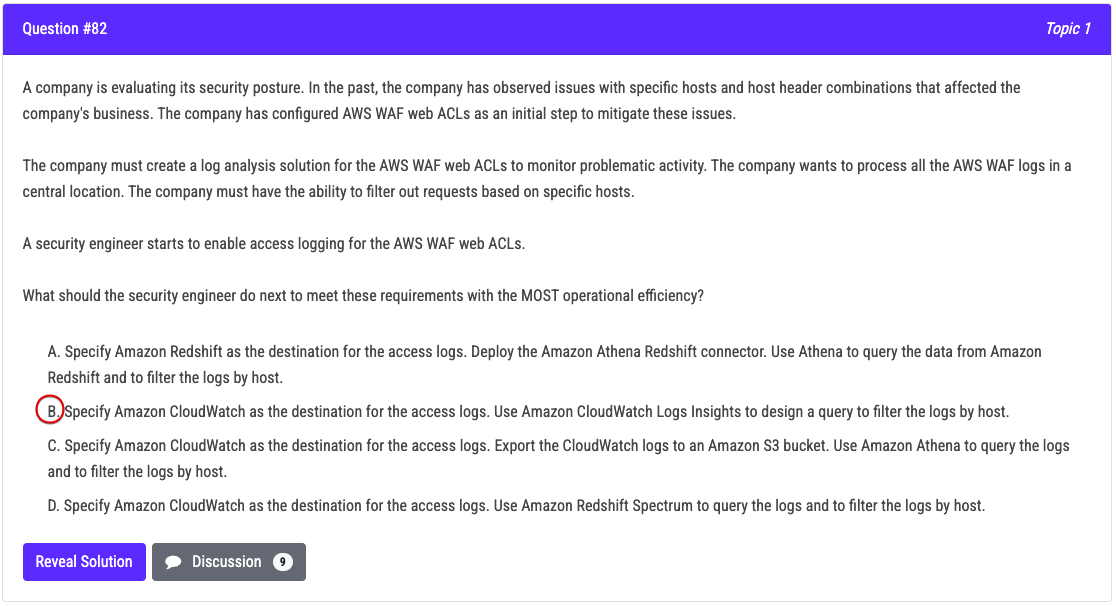 Question #82
Topic 1
A company is evaluating its security posture. In the past, the company has observed issues with specific hosts and host header combinations that affected the
company's business. The company has configured AWS WAF web ACLs as an initial step to mitigate these issues.
The company must create a log analysis solution for the AWS WAF web ACLs to monitor problematic activity. The company wants to process all the AWS WAF logs in a
central location. The company must have the ability to filter out requests based on specific hosts.
A security engineer starts to enable access logging for the AWS WAF web ACLs.
What should the security engineer do next to meet these requirements with the MOST operational efficiency?
A. Specify Amazon Redshift as the destination for the access logs. Deploy the Amazon Athena Redshift connector. Use Athena to query the data from Amazon
Redshift and to filter the logs by host.
B. Specify Amazon CloudWatch as the destination for the access logs. Use Amazon CloudWatch Logs Insights to design a query to filter the logs by host.
C. Specify Amazon CloudWatch as the destination for the access logs. Export the CloudWatch logs to an Amazon S3 bucket. Use Amazon Athena to query the logs
and to filter the logs by host.
D. Specify Amazon CloudWatch as the destination for the access logs. Use Amazon Redshift Spectrum to query the logs and to filter the logs by host.
Reveal Solution
Discussion 9